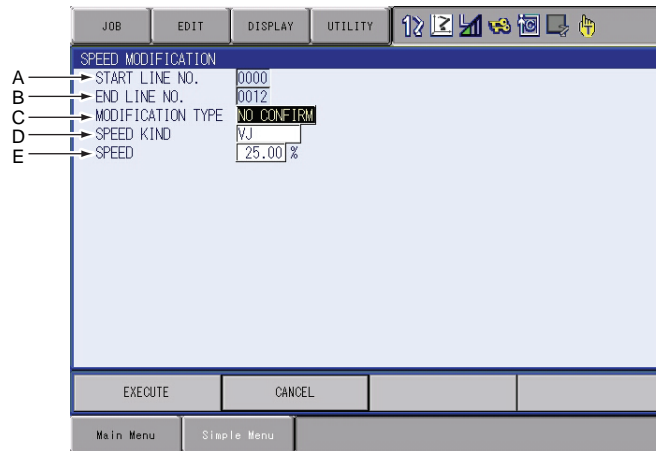 JOB EDIT DISPLAY UTILITY
SPEED MODIFICATION
A START LINE NO. 0000
B END LINE NO. 0012
C MODIFICATION TYPE NO CONFIRM
D SPEED KIND VJ
E SPEED 25.00 %
EXECUTE CANCEL
Main Menu Simple Menu